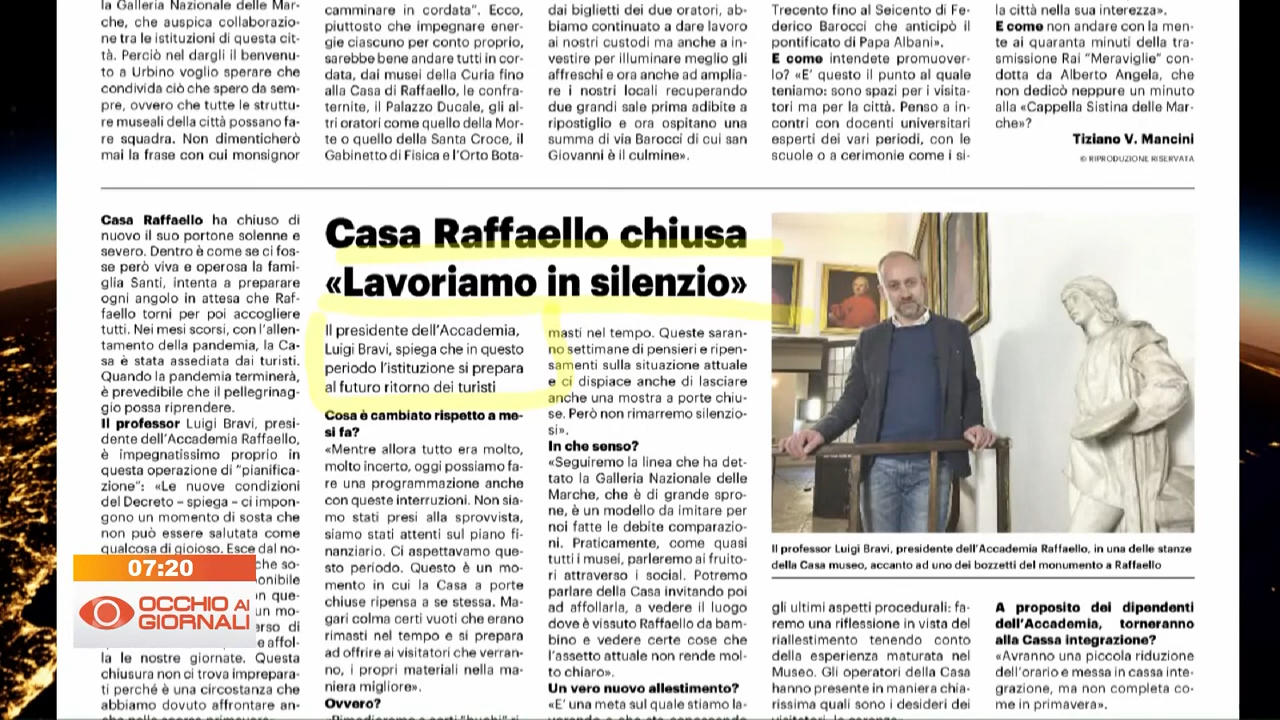 la Galleria Nazionale delle Mar-
che, che auspica collaborazio-
ne tra le istituzioni di questa cit-
tà. Perciò nel dargli il benvenu-
to a Urbino voglio sperare che
condivida ciò che spero da sem-
pre, ovvero che tutte le struttu-
re museali della città possano fa-
re squadra. Non dimenticherò
mai la frase con cui monsignor
camminare in cordata”. Ecco,
piuttosto che impegnare ener-
gie ciascuno per conto proprio,
sarebbe bene andare tutti in cor-
data, dai musei della Curia fino
alla Casa di Raffaello, le confra-
ternite, il Palazzo Ducale, gli al-
tri oratori come quello della Mor-
te o quello della Santa Croce, il
Gabinetto di Fisica e l’Orto Bota-
dai biglietti dei due oratori, ab-
biamo continuato a dare lavoro
ai nostri custodi ma anche a in-
vestire per illuminare meglio gli
affreschi e ora anche ad amplia-
re i nostri locali recuperando
due grandi sale prima adibite a
ripostiglio e ora ospitano una
summa di via Barocci di cui san
Giovanni è il culmine».
Trecento fino al Seicento di Fe-
derico Barocci che anticipò il
pontificato di Papa Albani».
E come intendete promuover-
lo? «E’ questo il punto al quale
teniamo: sono spazi per i visita-
tori ma per la città. Penso a in-
contri con docenti universitari
esperti dei vari periodi, con le
scuole o a cerimonie come i si-
la città nella sua interezza».
E come non andare con la men-
te ai quaranta minuti della tra-
smissione Rai “Meraviglie” con-
dotta da Alberto Angela, che
non dedicò neppure un minuto
alla «Cappella Sistina delle Mar-
che»?
Tiziano V. Mancini
© RIPRODUZIONE RISERVATA
Casa Raffaello ha chiuso di
nuovo il suo portone solenne e
severo. Dentro è come se ci fos-
se però viva e operosa la fami-
glia Santi, intenta a preparare
ogni angolo in attesa che Raf-
faello torni per poi accogliere
tutti. Nei mesi scorsi, con l’allen-
tamento della pandemia, la Ca-
sa è stata assediata dai turisti.
Quando la pandemia terminerà,
è prevedibile che il pellegrinag-
gio possa riprendere.
Il professor Luigi Bravi, presi-
dente dell’Accademia Raffaello,
è impegnatissimo proprio in
questa operazione di “pianifica-
zione”: «Le nuove condizioni
del Decreto – spiega – ci impon-
gono un momento di sosta che
non può essere salutata come
qualcosa di gioioso. Esce dal no-
che so-
onibile
n que-
un mo-
erso di
e affol-
la le nostre giornate. Questa
chiusura non ci trova imprepara-
ti perché è una circostanza che
abbiamo dovuto affrontare an-
che nella scorsa primavera»
Casa Raffaello chiusa
«Lavoriamo in silenzio»
Il presidente dell’Accademia,
Luigi Bravi, spiega che in questo
periodo l’istituzione si prepara
al futuro ritorno dei turisti
Cosa è cambiato rispetto a me-
si fa?
«Mentre allora tutto era molto,
molto incerto, oggi possiamo fa-
re una programmazione anche
con queste interruzioni. Non sia-
mo stati presi alla sprovvista,
siamo stati attenti sul piano fi-
nanziario. Ci aspettavamo que-
sto periodo. Questo è un mo-
mento in cui la Casa a porte
chiuse ripensa a se stessa. Ma-
gari colma certi vuoti che erano
rimasti nel tempo e si prepara
ad offrire ai visitatori che verran-
no, i propri materiali nella ma-
niera migliore».
Ovvero?
masti nel tempo. Queste saran-
no settimane di pensieri e ripen-
samenti sulla situazione attuale
e ci dispiace anche di lasciare
anche una mostra a porte chiu-
se. Però non rimarremo silenzio-
si».
In che senso?
«Seguiremo la linea che ha det-
tato la Galleria Nazionale delle
Marche, che è di grande spro-
ne, è un modello da imitare per
noi fatte le debite comparazio-
ni. Praticamente, come quasi
tutti i musei, parleremo ai fruito-
ri attraverso i social. Potremo
parlare della Casa invitando poi
ad affollarla, a vedere il luogo
dove è vissuto Raffaello da bam-
bino e vedere certe cose che
l’assetto attuale non rende mol-
to chiaro».
Un vero nuovo allestimento?
«E’ una meta sul quale stiamo la-
Il professor Luigi Bravi, presidente dell’Accademia Raffaello, in una delle stanze
della Casa museo, accanto ad uno dei bozzetti del monumento a Raffaello
gli ultimi aspetti procedurali: fa-
remo una riflessione in vista del
riallestimento tenendo conto
della esperienza maturata nel
Museo. Gli operatori della Casa
hanno presente in maniera chia-
rissima quali sono i desideri dei
A proposito dei dipendenti
dell’Accademia, torneranno
alla Cassa integrazione?
«Avranno una piccola riduzione
dell’orario e messa in cassa inte-
grazione, ma non completa co-
me in primavera».
07:20
OCCHIO AI
GIORNALI